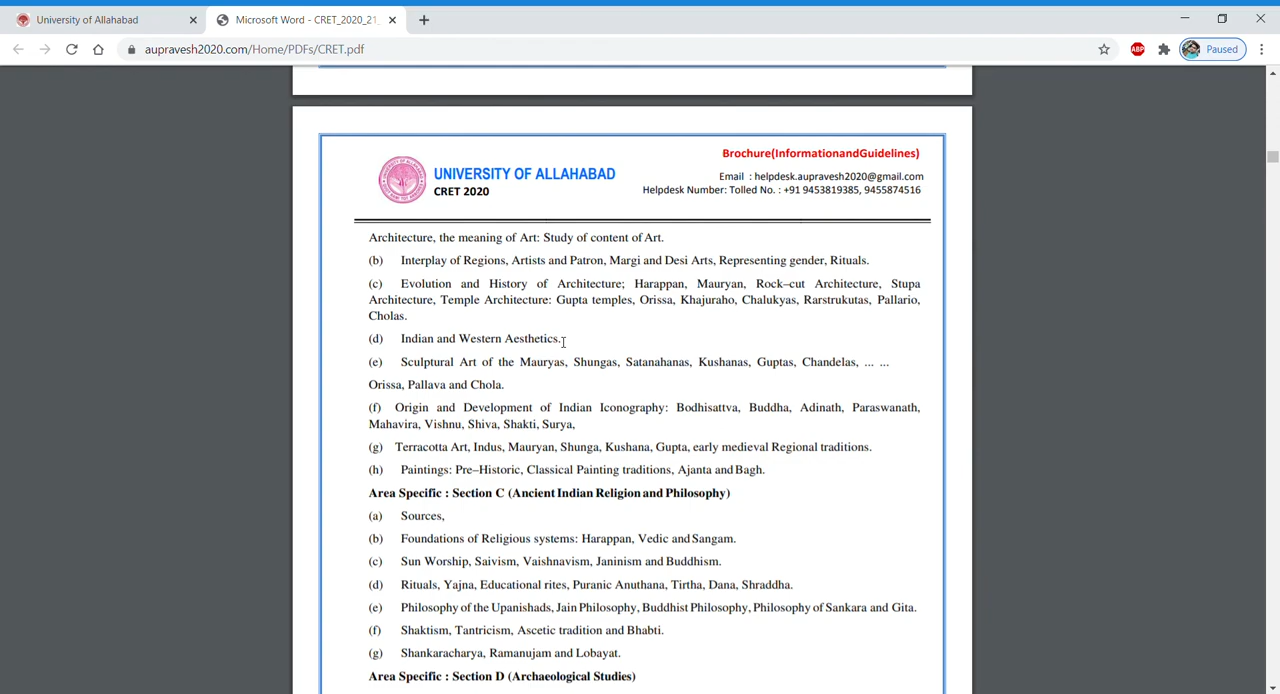 University of Allahabad
Microsoft Word - CRET_2020_21_
aupravesh2020.com/Home/PDFs/CRET.pdf
ABP
Paused
Brochure(InformationandGuidelines)
UNIVERSITY OF ALLAHABAD
Email : helpdesk.aupravesh2020@gmail.com
CRET 2020
Helpdesk Number: Tolled No. : +91 9453819385, 9455874516
Architecture, the meaning of Art: Study of content of Art.
(b) Interplay of Regions, Artists and Patron, Margi and Desi Arts, Representing gender, Rituals.
(c) Evolution and History of Architecture; Harappan, Mauryan, Rock–cut Architecture, Stupa
Architecture, Temple Architecture: Gupta temples, Orissa, Khajuraho, Chalukyas, Rarstrukutas, Pallario,
Cholas.
(d) Indian and Western Aesthetics.
(e) Sculptural Art of the Mauryas, Shungas, Satanahanas, Kushanas, Guptas, Chandelas, ... ...
Orissa, Pallava and Chola.
(f) Origin and Development of Indian Iconography: Bodhisattva, Buddha, Adinath, Paraswanath,
Mahavira, Vishnu, Shiva, Shakti, Surya,
(g) Terracotta Art, Indus, Mauryan, Shunga, Kushana, Gupta, early medieval Regional traditions.
(h) Paintings: Pre–Historic, Classical Painting traditions, Ajanta and Bagh.
Area Specific : Section C (Ancient Indian Religion and Philosophy)
(a) Sources,
(b) Foundations of Religious systems: Harappan, Vedic and Sangam.
(c) Sun Worship, Saivism, Vaishnavism, Janinism and Buddhism.
(d) Rituals, Yajna, Educational rites, Puranic Anuthana, Tirtha, Dana, Shraddha.
(e) Philosophy of the Upanishads, Jain Philosophy, Buddhist Philosophy, Philosophy of Sankara and Gita.
(f) Shaktism, Tantricism, Ascetic tradition and Bhabti.
(g) Shankaracharya, Ramanujam and Lobayat.
Area Specific : Section D (Archaeological Studies)